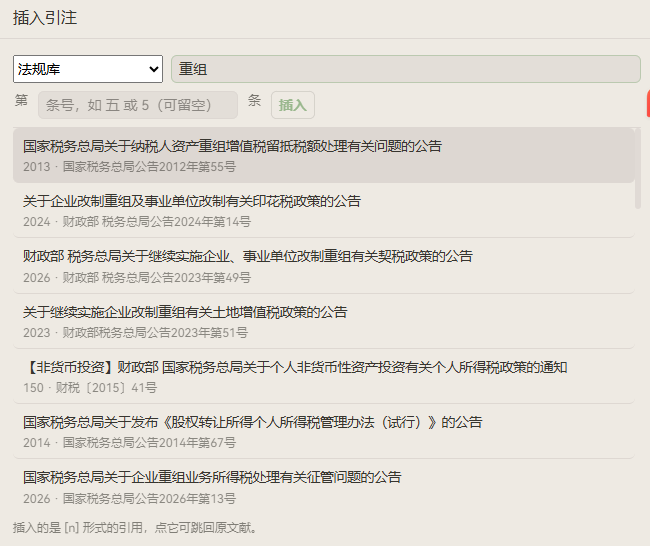 插入引注
法规库 重组
第 条号，如 五 或 5（可留空） 条 插入
国家税务总局关于纳税人资产重组增值税留抵税额处理有关问题的公告
2013 · 国家税务总局公告2012年第55号
关于企业改制重组及事业单位改制有关印花税政策的公告
2024 · 财政部 税务总局公告2024年第14号
财政部 税务总局关于继续实施企业、事业单位改制重组有关契税政策的公告
2026 · 财政部 税务总局公告2023年第49号
关于继续实施企业改制重组有关土地增值税政策的公告
2023 · 财政部税务总局公告2023年第51号
【非货币投资】财政部 国家税务总局关于个人非货币性资产投资有关个人所得税政策的通知
150 · 财税〔2015〕41号
国家税务总局关于发布《股权转让所得个人所得税管理办法（试行）》的公告
2014 · 国家税务总局公告2014年第67号
国家税务总局关于企业重组业务所得税处理有关征管问题的公告
2026 · 国家税务总局公告2026年第13号
插入的是 [n] 形式的引用，点它可跳回原文献。